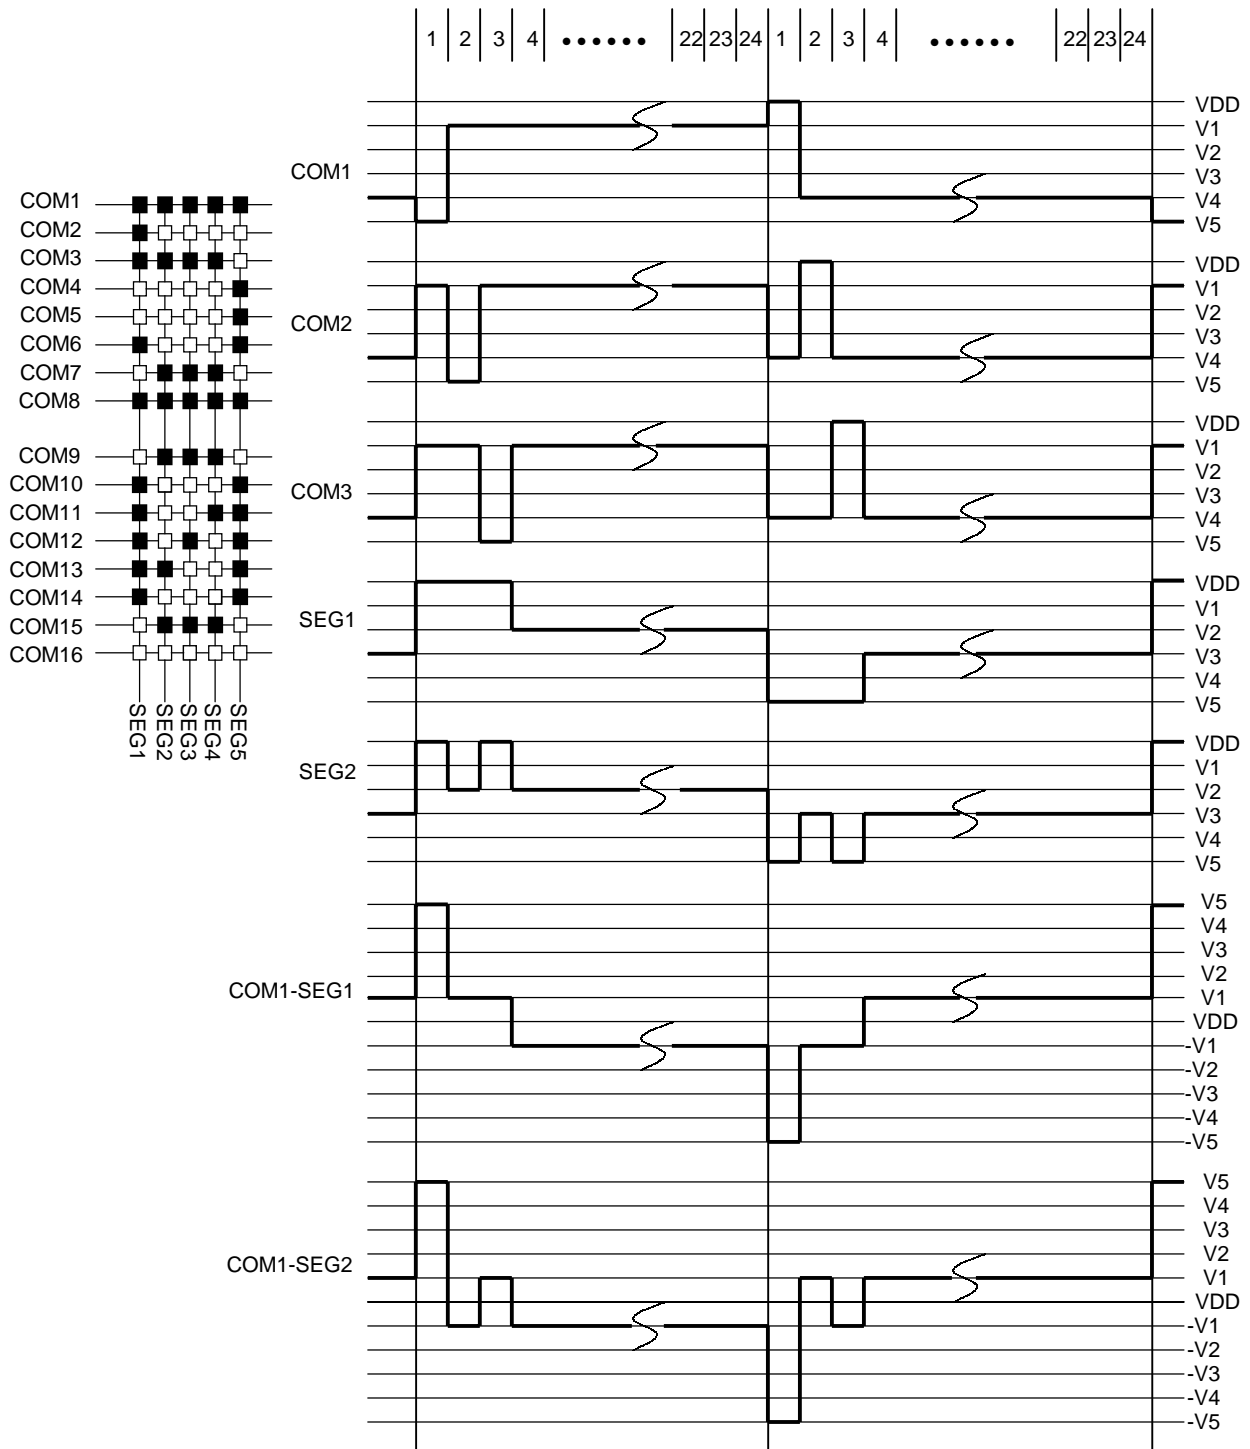 1 2 3 4 •••••• 22 23 24 1 2 3 4 •••••• 22 23 24
COM1
COM2
COM3
COM4
COM5
COM6
COM7
COM8
COM9
COM10
COM11
COM12
COM13
COM14
COM15
COM16
SEG1
SEG2
SEG3
SEG4
SEG5
COM1
VDD
V1
V2
V3
V4
V5
COM2
VDD
V1
V2
V3
V4
V5
COM3
VDD
V1
V2
V3
V4
V5
SEG1
VDD
V1
V2
V3
V4
V5
SEG2
VDD
V1
V2
V3
V4
V5
COM1-SEG1
V5
V4
V3
V2
V1
VDD
-V1
-V2
-V3
-V4
-V5
COM1-SEG2
V5
V4
V3
V2
V1
VDD
-V1
-V2
-V3
-V4
-V5